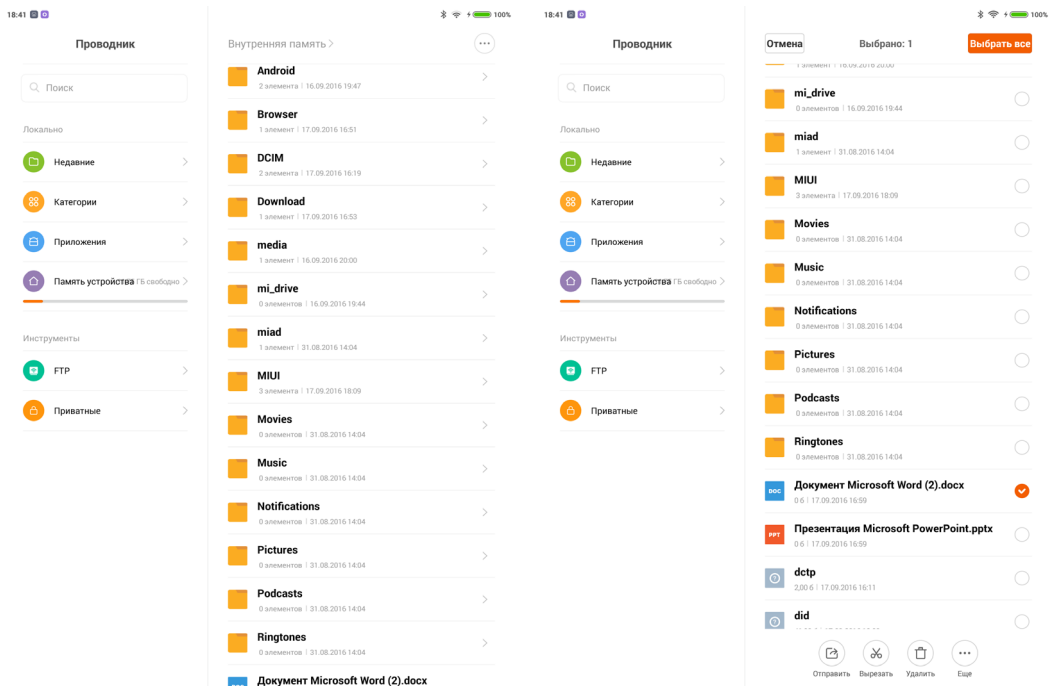 18:41
100%
Проводник
Поиск
Локально
Недавние
Категории
Приложения
Память устройства ГБ свободно
Инструменты
FTP
Приватные
Внутренняя память
Android
2 элемента | 16.09.2016 19:47
Browser
1 элемент | 17.09.2016 16:51
DCIM
2 элемента | 17.09.2016 16:19
Download
1 элемент | 17.09.2016 16:53
media
1 элемент | 16.09.2016 20:00
mi_drive
0 элементов | 16.09.2016 19:44
miad
1 элемент | 31.08.2016 14:04
MIUI
3 элемента | 17.09.2016 18:09
Movies
0 элементов | 31.08.2016 14:04
Music
0 элементов | 31.08.2016 14:04
Notifications
0 элементов | 31.08.2016 14:04
Pictures
0 элементов | 31.08.2016 14:04
Podcasts
0 элементов | 31.08.2016 14:04
Ringtones
0 элементов | 31.08.2016 14:04
Документ Microsoft Word (2).docx
18:41
100%
Проводник
Поиск
Локально
Недавние
Категории
Приложения
Память устройства ГБ свободно
Инструменты
FTP
Приватные
Отмена
Выбрано: 1
Выбрать все
1 элемент | 16.09.2016 20:00
mi_drive
0 элементов | 16.09.2016 19:44
miad
1 элемент | 31.08.2016 14:04
MIUI
3 элемента | 17.09.2016 18:09
Movies
0 элементов | 31.08.2016 14:04
Music
0 элементов | 31.08.2016 14:04
Notifications
0 элементов | 31.08.2016 14:04
Pictures
0 элементов | 31.08.2016 14:04
Podcasts
0 элементов | 31.08.2016 14:04
Ringtones
0 элементов | 31.08.2016 14:04
DOC
Документ Microsoft Word (2).docx
0 б | 17.09.2016 16:59
PPT
Презентация Microsoft PowerPoint.pptx
0 б | 17.09.2016 16:59
dctp
2,00 б | 17.09.2016 16:11
did
Отправить
Вырезать
Удалить
Еще